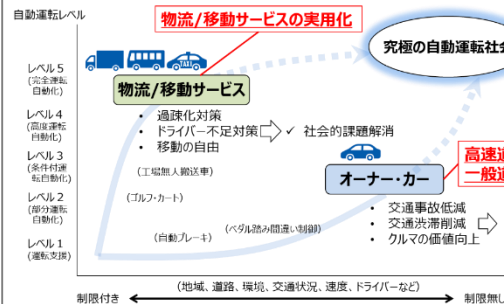 自動運転レベル
物流/移動サービスの実用化
究極の自動運転社会
レベル5
(完全運転
自動化)
物流/移動サービス
レベル4
(高度運転
自動化)
• 過疎化対策
• ドライバー不足対策 ✓ 社会的課題解消
• 移動の自由
レベル3
(条件付運
転自動化)
(工場無人搬送車)
高速道
一般道
オーナー・カー
レベル2
(部分運転
自動化)
(ゴルフ・カート)
• 交通事故低減
• 交通渋滞削減
• クルマの価値向上
レベル1
(運転支援)
(自動ブレーキ)
(ペダル踏み間違い制御)
(地域、道路、環境、交通状況、速度、ドライバーなど)
制限付き
制限無し
TAXI